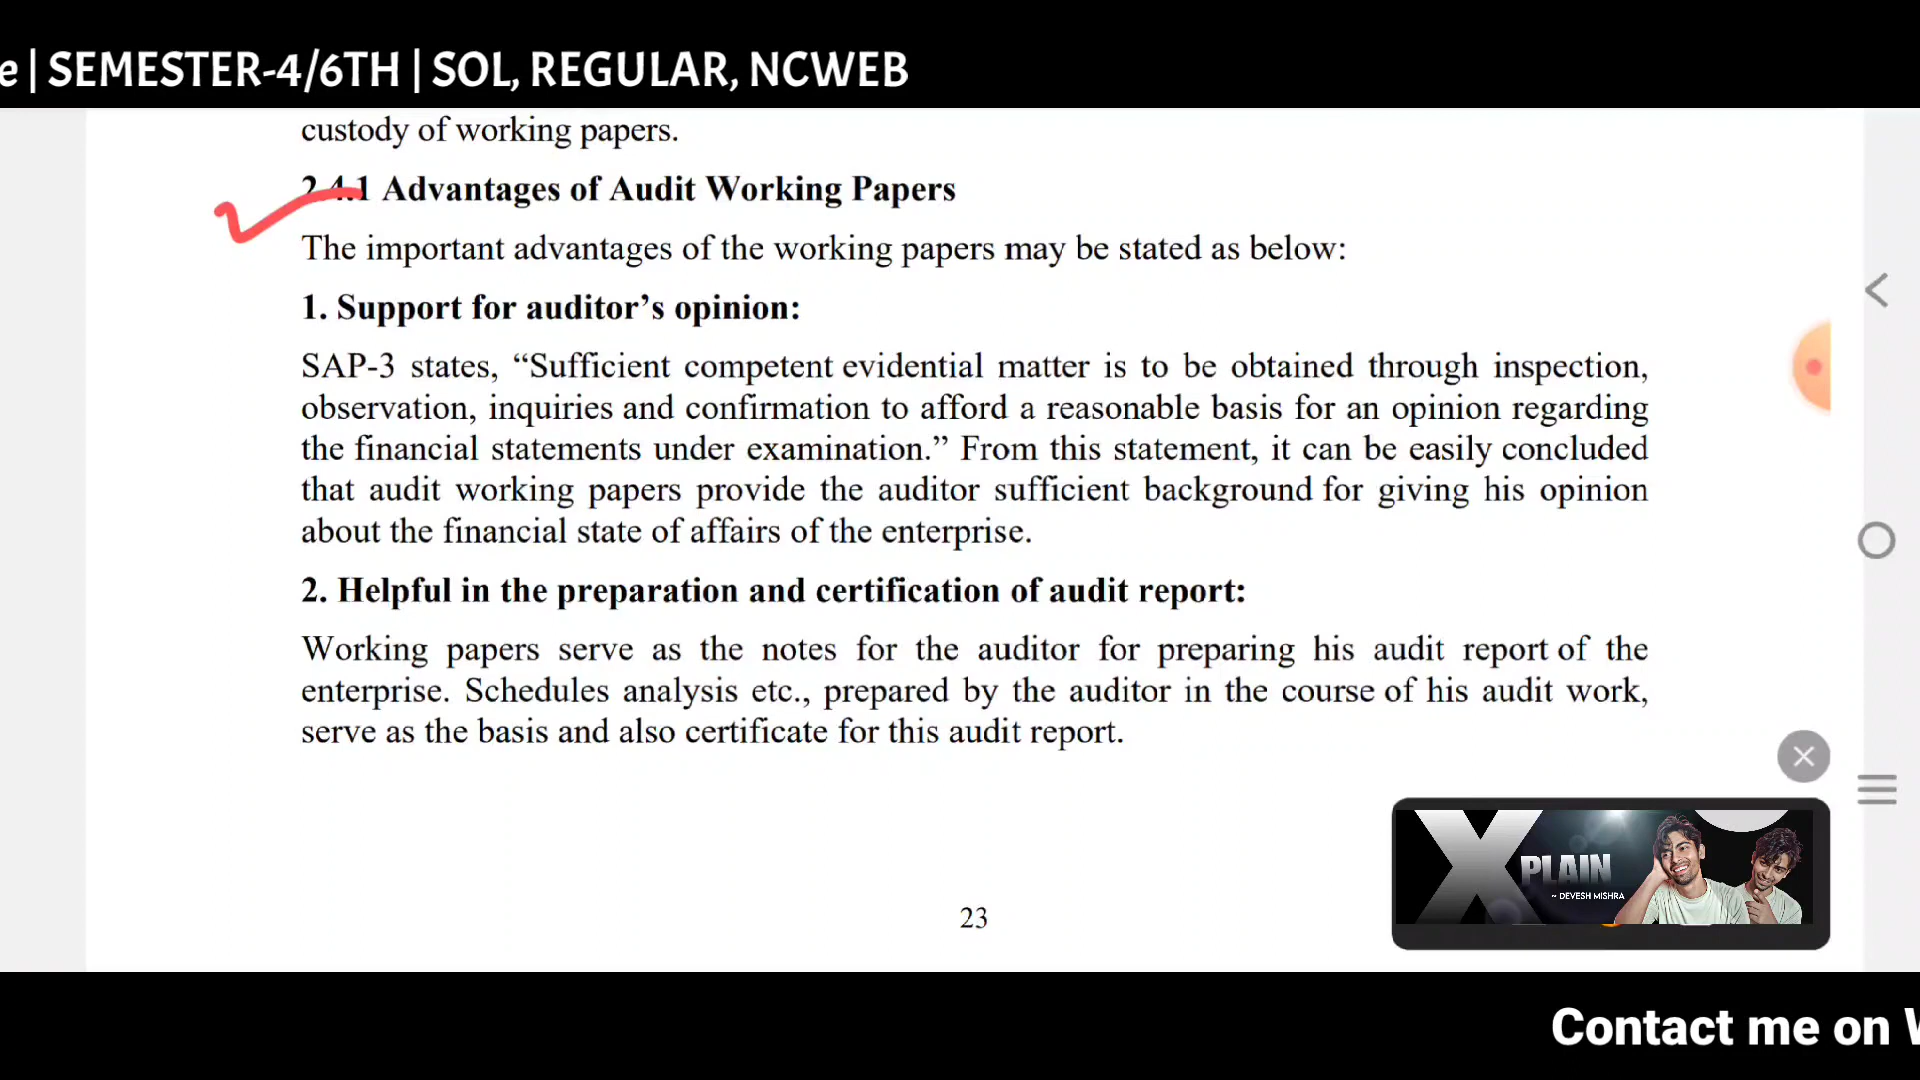 e | SEMESTER-4/6TH | SOL, REGULAR, NCWEB
custody of working papers.
2.4.1 Advantages of Audit Working Papers
The important advantages of the working papers may be stated as below:
1. Support for auditor’s opinion:
SAP-3 states, “Sufficient competent evidential matter is to be obtained through inspection,
observation, inquiries and confirmation to afford a reasonable basis for an opinion regarding
the financial statements under examination.” From this statement, it can be easily concluded
that audit working papers provide the auditor sufficient background for giving his opinion
about the financial state of affairs of the enterprise.
2. Helpful in the preparation and certification of audit report:
Working papers serve as the notes for the auditor for preparing his audit report of the
enterprise. Schedules analysis etc., prepared by the auditor in the course of his audit work,
serve as the basis and also certificate for this audit report.
XPLAIN
~ DEVESH MISHRA
23
Contact me on